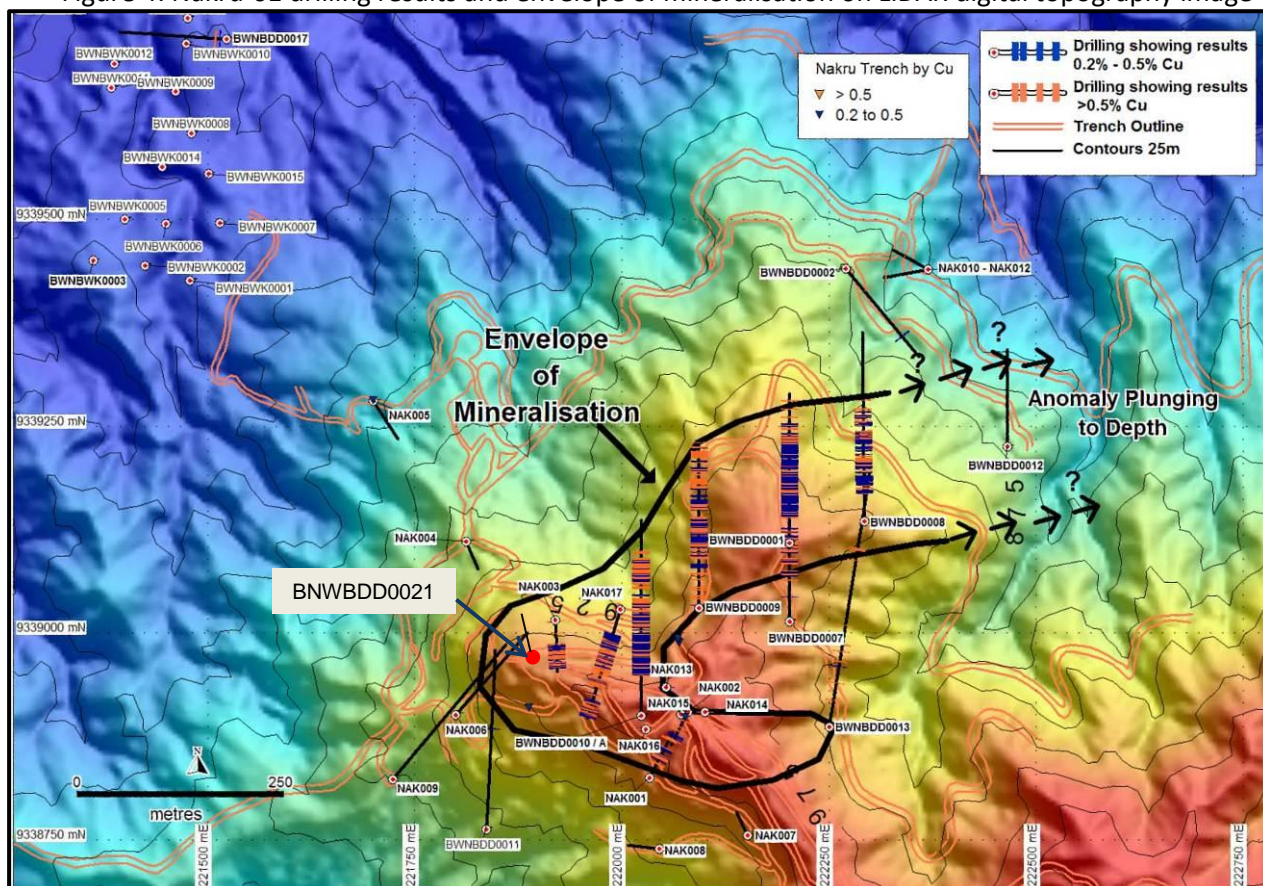 Figure 4: Nakru-01 drilling results and envelope of mineralisation on LiDAR digital topography image
BWNBDD0017
BWNBWK0012
BWNBWK0010
BWNBWK0009
BWNBWK0008
BWNBWK0014
BWNBWK0015
9339500 mN
BWNBWK0005
BWNBWK0007
BWNBWK0006
BWNBWK0002
BWNBWK0003
BWNBWK0001
Nakru Trench by Cu
> 0.5
0.2 to 0.5
Drilling showing results
0.2% - 0.5% Cu
Drilling showing results
>0.5% Cu
Trench Outline
Contours 25m
BWNBDD0002
NAK010 - NAK012
Envelope
of
Mineralisation
?
?
?
Anomaly Plunging
to Depth
NAK005
9339250 mN
BWNBDD0012
BWNBDD0008
BWNBDD0001
NAK004
BNWBDD0021
NAK003
NAK017
BWNBDD0009
BWNBDD0007
9339000 mN
NAK013
NAK002
NAK015
NAK014
NAK006
BWNBDD0010 / A
NAK016
BWNBDD0013
NAK009
NAK001
N
0
250
metres
9338750 mN
BWNBDD0011
NAK008
NAK007
221500 mE
221750 mE
222000 mE
222250 mE
222500 mE
222750 mE